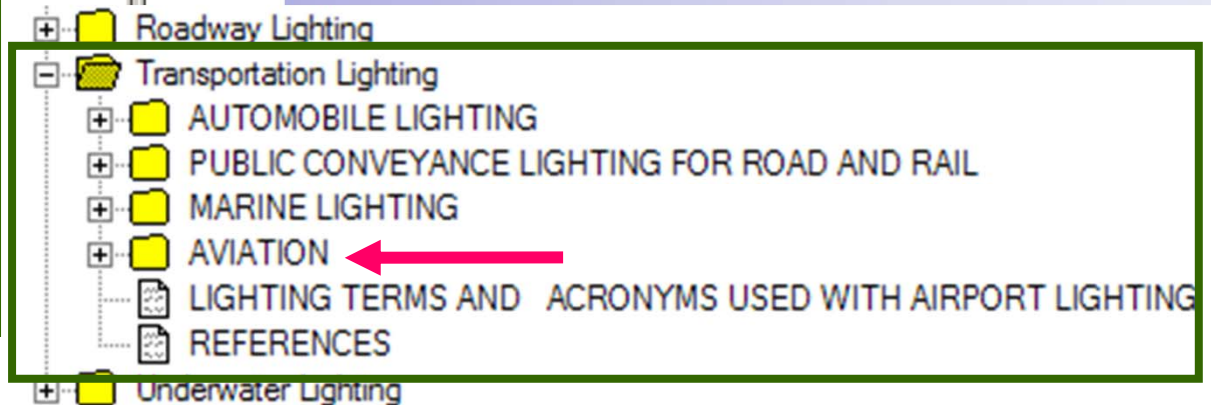 Roadway Lighting
Transportation Lighting
AUTOMOBILE LIGHTING
PUBLIC CONVEYANCE LIGHTING FOR ROAD AND RAIL
MARINE LIGHTING
AVIATION
LIGHTING TERMS AND ACRONYMS USED WITH AIRPORT LIGHTING
REFERENCES
Underwater Lighting